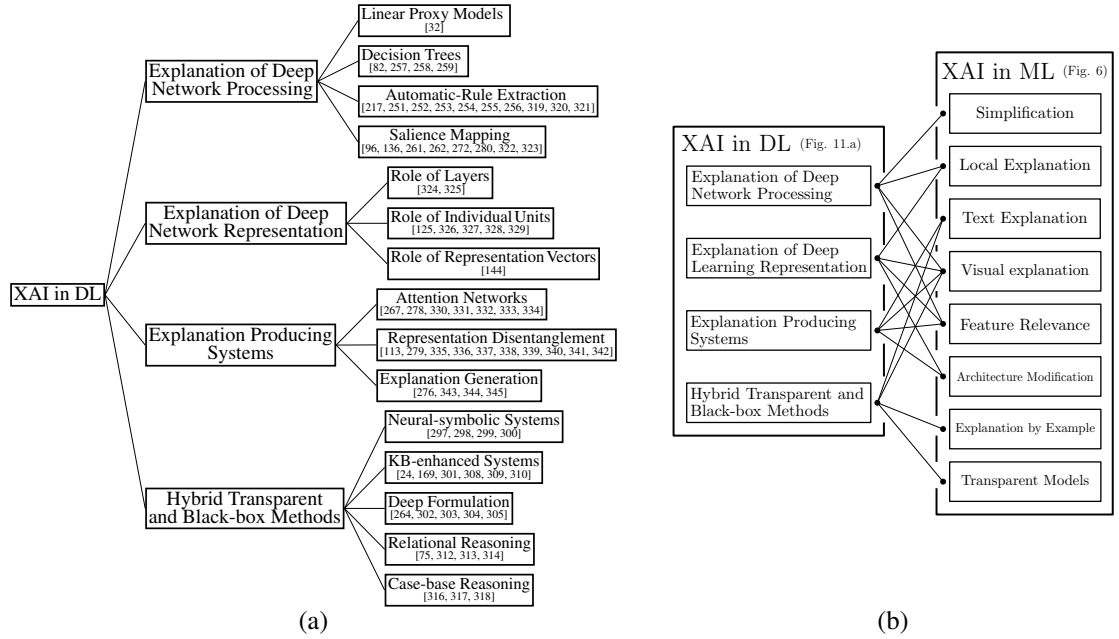 XAI in DL
Explanation of Deep
Network Processing
Linear Proxy Models
[32]
Decision Trees
[82, 257, 258, 259]
Automatic-Rule Extraction
[217, 251, 252, 253, 254, 255, 256, 319, 320, 321]
Salience Mapping
[96, 136, 261, 262, 272, 280, 322, 323]
Explanation of Deep
Network Representation
Role of Layers
[324, 325]
Role of Individual Units
[125, 326, 327, 328, 329]
Role of Representation Vectors
[144]
Explanation Producing
Systems
Attention Networks
[267, 278, 330, 331, 332, 333, 334]
Representation Disentanglement
[113, 279, 335, 336, 337, 338, 339, 340, 341, 342]
Explanation Generation
[276, 343, 344, 345]
Hybrid Transparent
and Black-box Methods
Neural-symbolic Systems
[297, 298, 299, 300]
KB-enhanced Systems
[24, 169, 301, 308, 309, 310]
Deep Formulation
[264, 302, 303, 304, 305]
Relational Reasoning
[75, 312, 313, 314]
Case-base Reasoning
[316, 317, 318]
(a)
XAI in DL (Fig. 11.a)
Explanation of Deep
Network Processing
Explanation of Deep
Learning Representation
Explanation Producing
Systems
Hybrid Transparent and
Black-box Methods
XAI in ML (Fig. 6)
Simplification
Local Explanation
Text Explanation
Visual explanation
Feature Relevance
Architecture Modification
Explanation by Example
Transparent Models
(b)